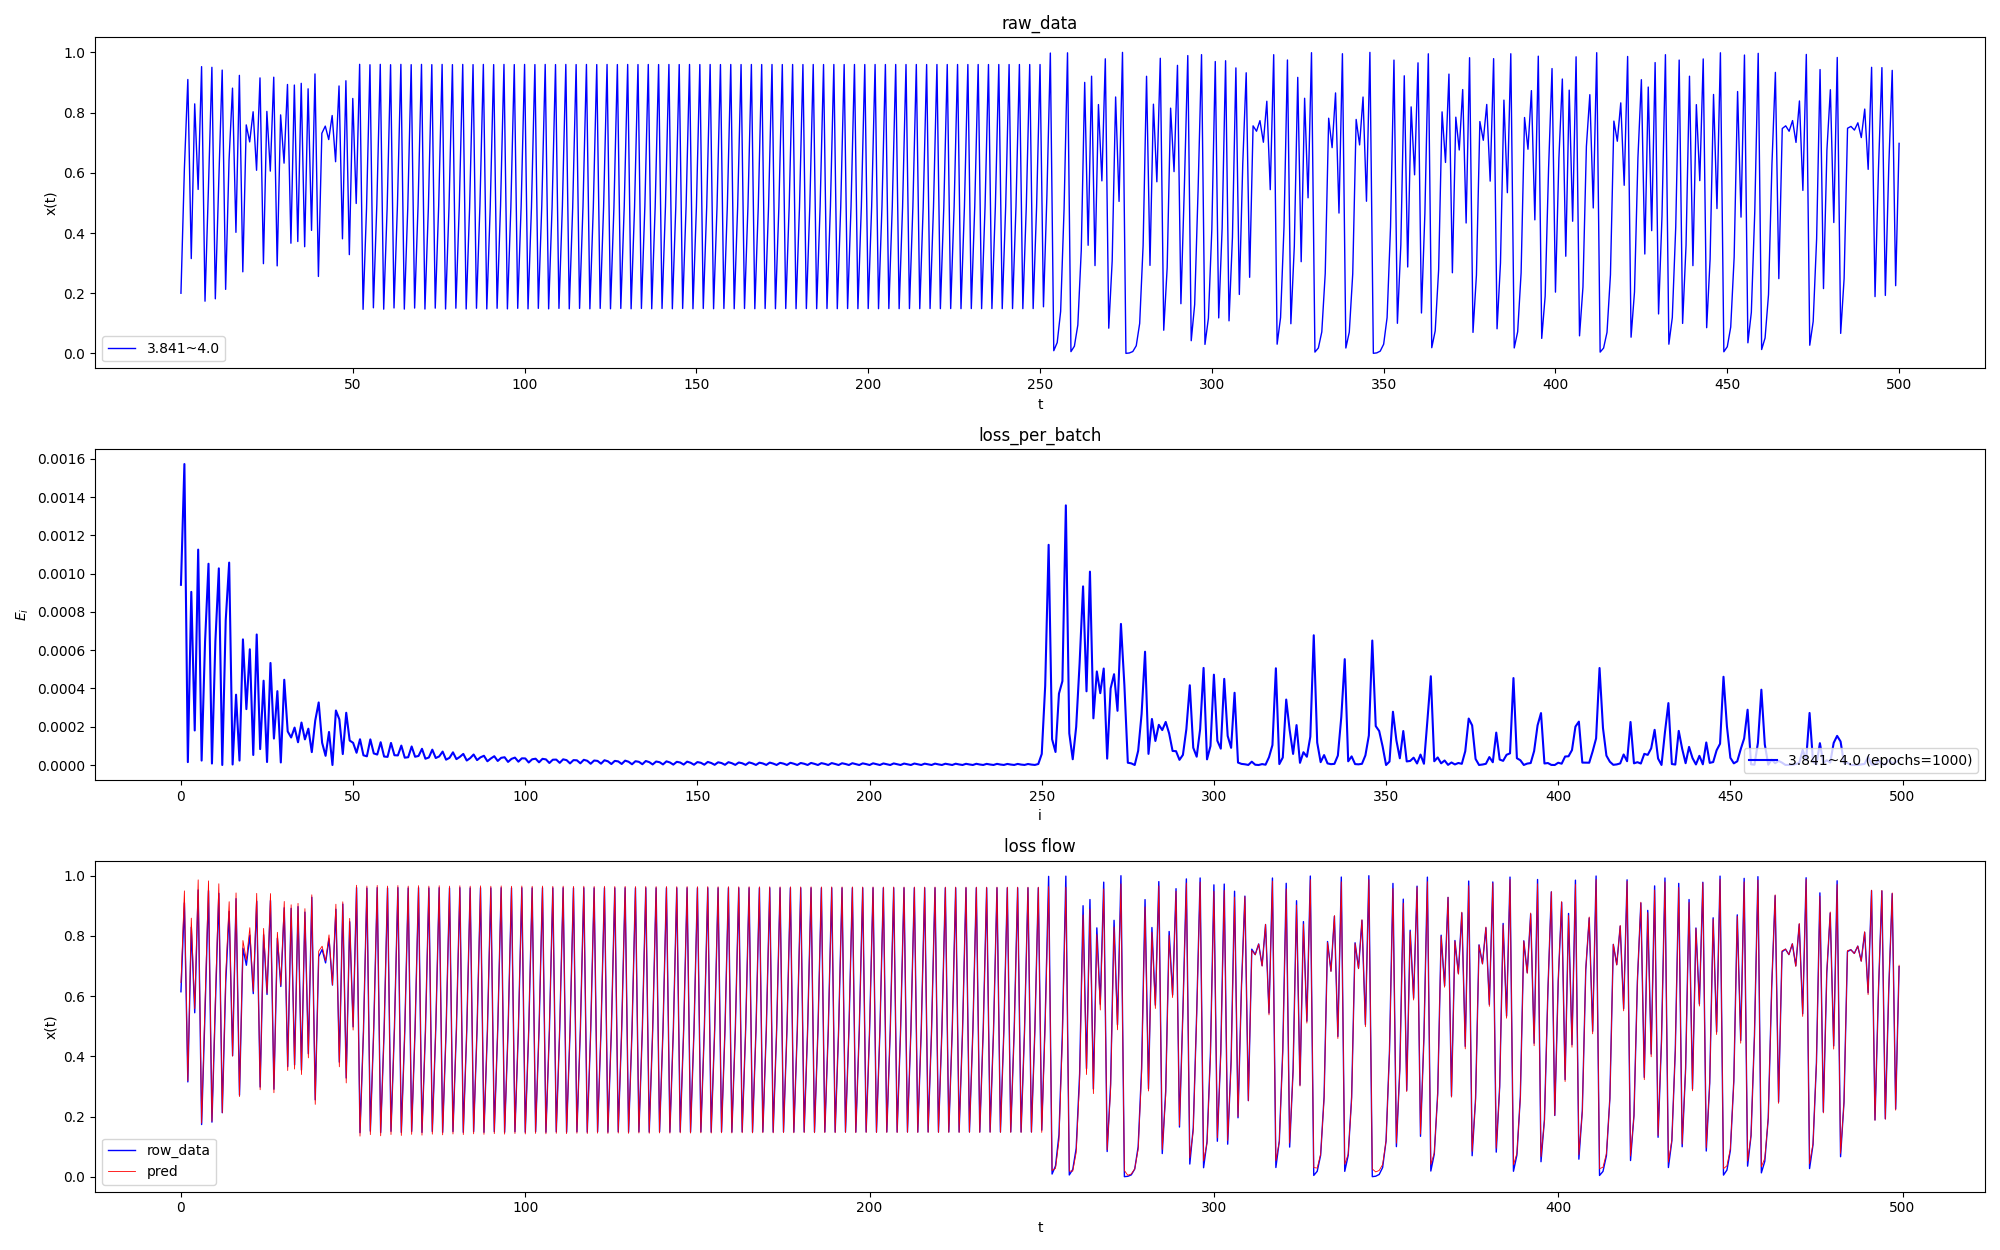 raw_data
1.0
0.8
0.6
0.4
0.2
0.0
x(t)
3.841~4.0
50 100 150 200 250 300 350 400 450 500
t
loss_per_batch
0.0016
0.0014
0.0012
0.0010
0.0008
0.0006
0.0004
0.0002
0.0000
E_i
3.841~4.0 (epochs=1000)
0 50 100 150 200 250 300 350 400 450 500
i
loss flow
1.0
0.8
0.6
0.4
0.2
0.0
x(t)
row_data
pred
0 100 200 300 400 500
t